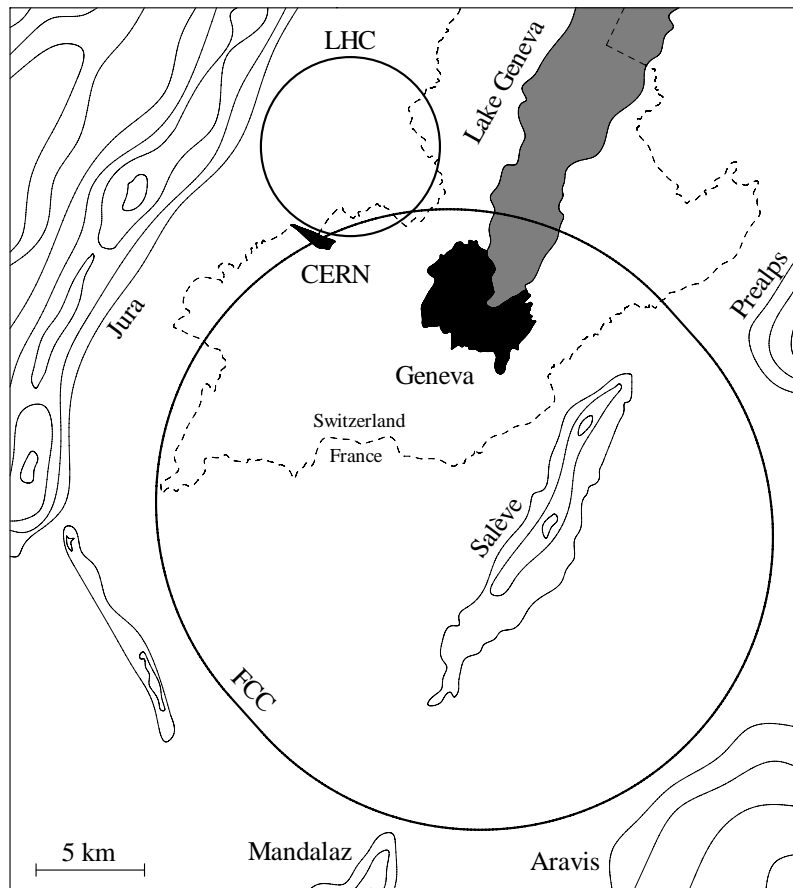 LHC
Lake Geneva
CERN
Jura
Prealps
Geneva
Switzerland
France
Salève
FCC
5 km
Mandalaz
Aravis